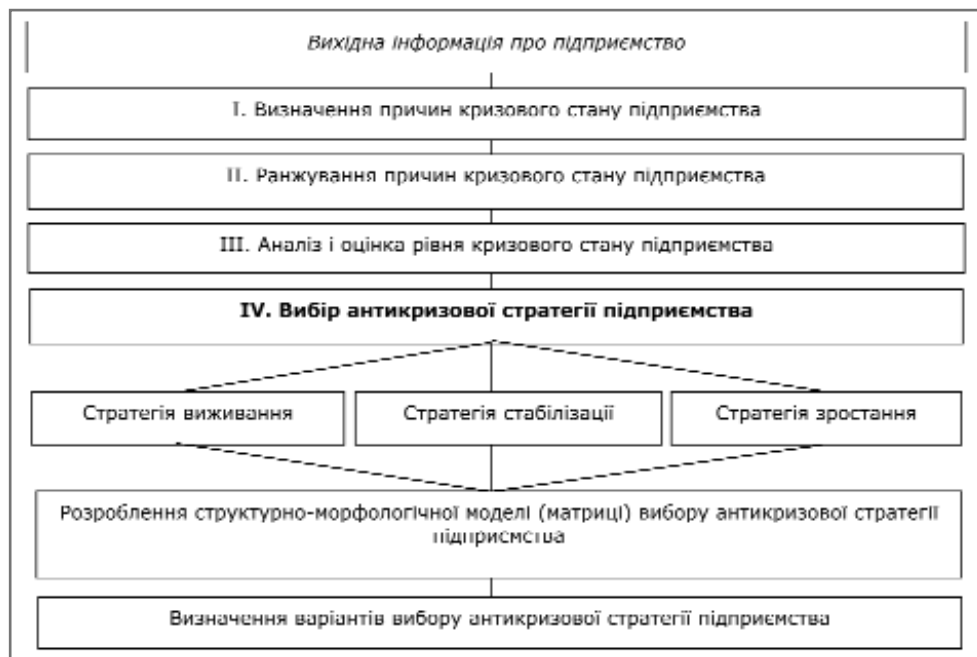 Вихідна інформація про підприємство
I. Визначення причин кризового стану підприємства
II. Ранжування причин кризового стану підприємства
III. Аналіз і оцінка рівня кризового стану підприємства
IV. Вибір антикризової стратегії підприємства
Стратегія виживання
Стратегія стабілізації
Стратегія зростання
Розроблення структурно-морфологічної моделі (матриці) вибору антикризової стратегії
підприємства
Визначення варіантів вибору антикризової стратегії підприємства